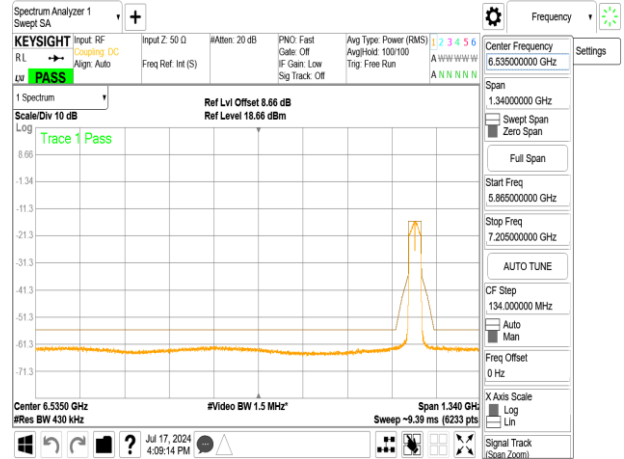 Spectrum Analyzer 1
Swept SA
Frequency
KEYSIGHT
RL
LW PASS
Input: RF
Coupling: DC
Align: Auto
Input Z: 50 Ω
Freq Ref: Int (S)
#Atten: 20 dB
PNO: Fast
Gate: Off
IF Gain: Low
Sig Track: Off
Avg Type: Power (RMS)
Avg|Hold: 100/100
Trig: Free Run
1 2 3 4 5 6
A W W W W W
A N N N N N
1 Spectrum
Scale/Div 10 dB
Ref Lvl Offset 8.66 dB
Ref Level 18.66 dBm
Log
Trace 1 Pass
8.66
-1.34
-11.3
-21.3
-31.3
-41.3
-51.3
-61.3
-71.3
Center 6.5350 GHz
#Res BW 430 kHz
#Video BW 1.5 MHz*
Span 1.340 GHz
Sweep ~9.39 ms (6233 pts
Jul 17, 2024
4:09:14 PM
Center Frequency
6.535000000 GHz
Settings
Span
1.34000000 GHz
Swept Span
Zero Span
Full Span
Start Freq
5.865000000 GHz
Stop Freq
7.205000000 GHz
AUTO TUNE
CF Step
134.000000 MHz
Auto
Man
Freq Offset
0 Hz
X Axis Scale
Log
Lin
Signal Track
(Span Zoom)